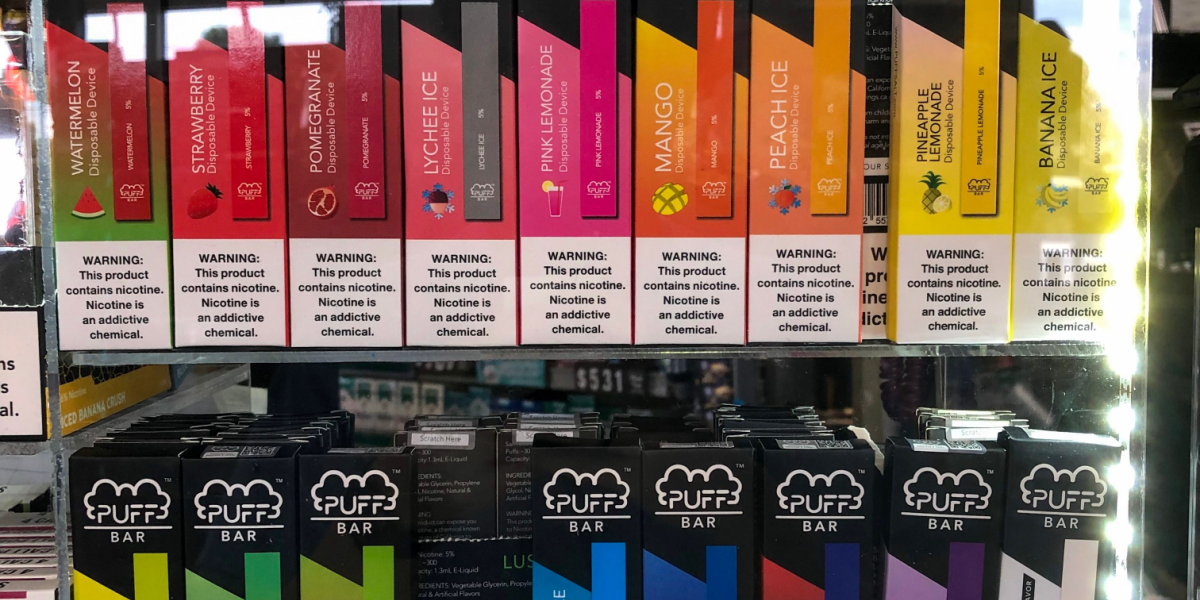 WATERMELON
Disposable Device
WATERMELON 5%
PUFF
BAR
STRAWBERRY
Disposable Device
STRAWBERRY 5%
PUFF
BAR
POMEGRANATE
Disposable Device
POMEGRANATE 5%
PUFF
BAR
LYCHEE ICE
Disposable Device
LYCHEE ICE 5%
PUFF
BAR
PINK LEMONADE
Disposable Device
PINK LEMONADE 5%
PUFF
BAR
MANGO
Disposable Device
MANGO 5%
PUFF
BAR
PEACH ICE
Disposable Device
PEACH ICE 5%
PUFF
BAR
PINEAPPLE
LEMONADE
Disposable Device
PINEAPPLE LEMONADE 5%
PUFF
BAR
BANANA ICE
Disposable Device
BANANA ICE 5%
PUFF
BAR
WARNING:
This product
contains nicotine.
Nicotine is
an addictive
chemical.
WARNING:
This product
contains nicotine.
Nicotine is
an addictive
chemical.
WARNING:
This product
contains nicotine.
Nicotine is
an addictive
chemical.
WARNING:
This product
contains nicotine.
Nicotine is
an addictive
chemical.
WARNING:
This product
contains nicotine.
Nicotine is
an addictive
chemical.
WARNING:
This product
contains nicotine.
Nicotine is
an addictive
chemical.
WARNING:
This product
contains nicotine.
Nicotine is
an addictive
chemical.
WARNING:
This product
contains nicotine.
Nicotine is
an addictive
chemical.
WARNING:
This product
contains nicotine.
Nicotine is
an addictive
chemical.
ICED BANANA CRUSH
$531
Scratch Here
PUFF
BAR
PUFF
BAR
PUFF
BAR
PUFF
BAR
PUFF
BAR
PUFF
BAR
PUFF
BAR
PUFF
BAR
LUS